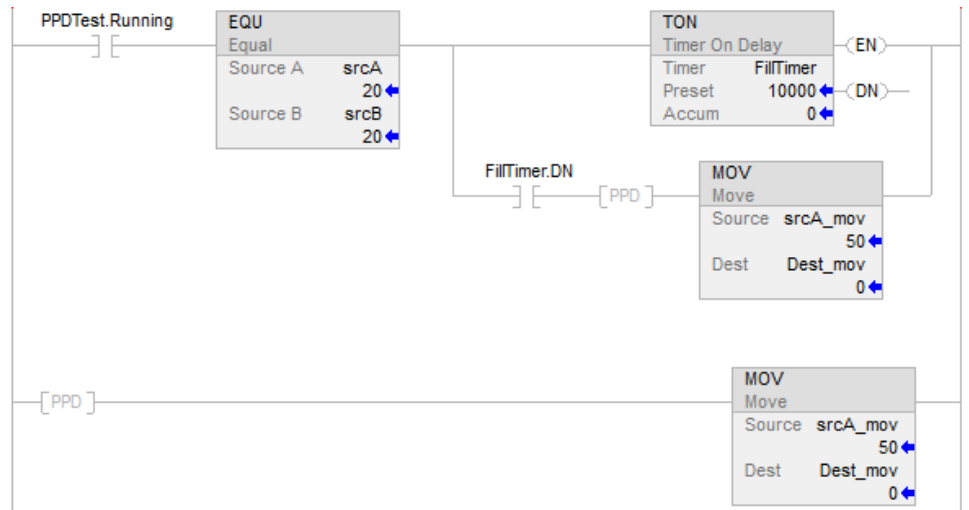 PPDTest.Running
EQU
Equal
Source A srcA
20
Source B srcB
20
TON
Timer On Delay
Timer FillTimer
Preset 10000
Accum 0
EN
DN
FillTimer.DN
PPD
MOV
Move
Source srcA_mov
50
Dest Dest_mov
0
PPD
MOV
Move
Source srcA_mov
50
Dest Dest_mov
0